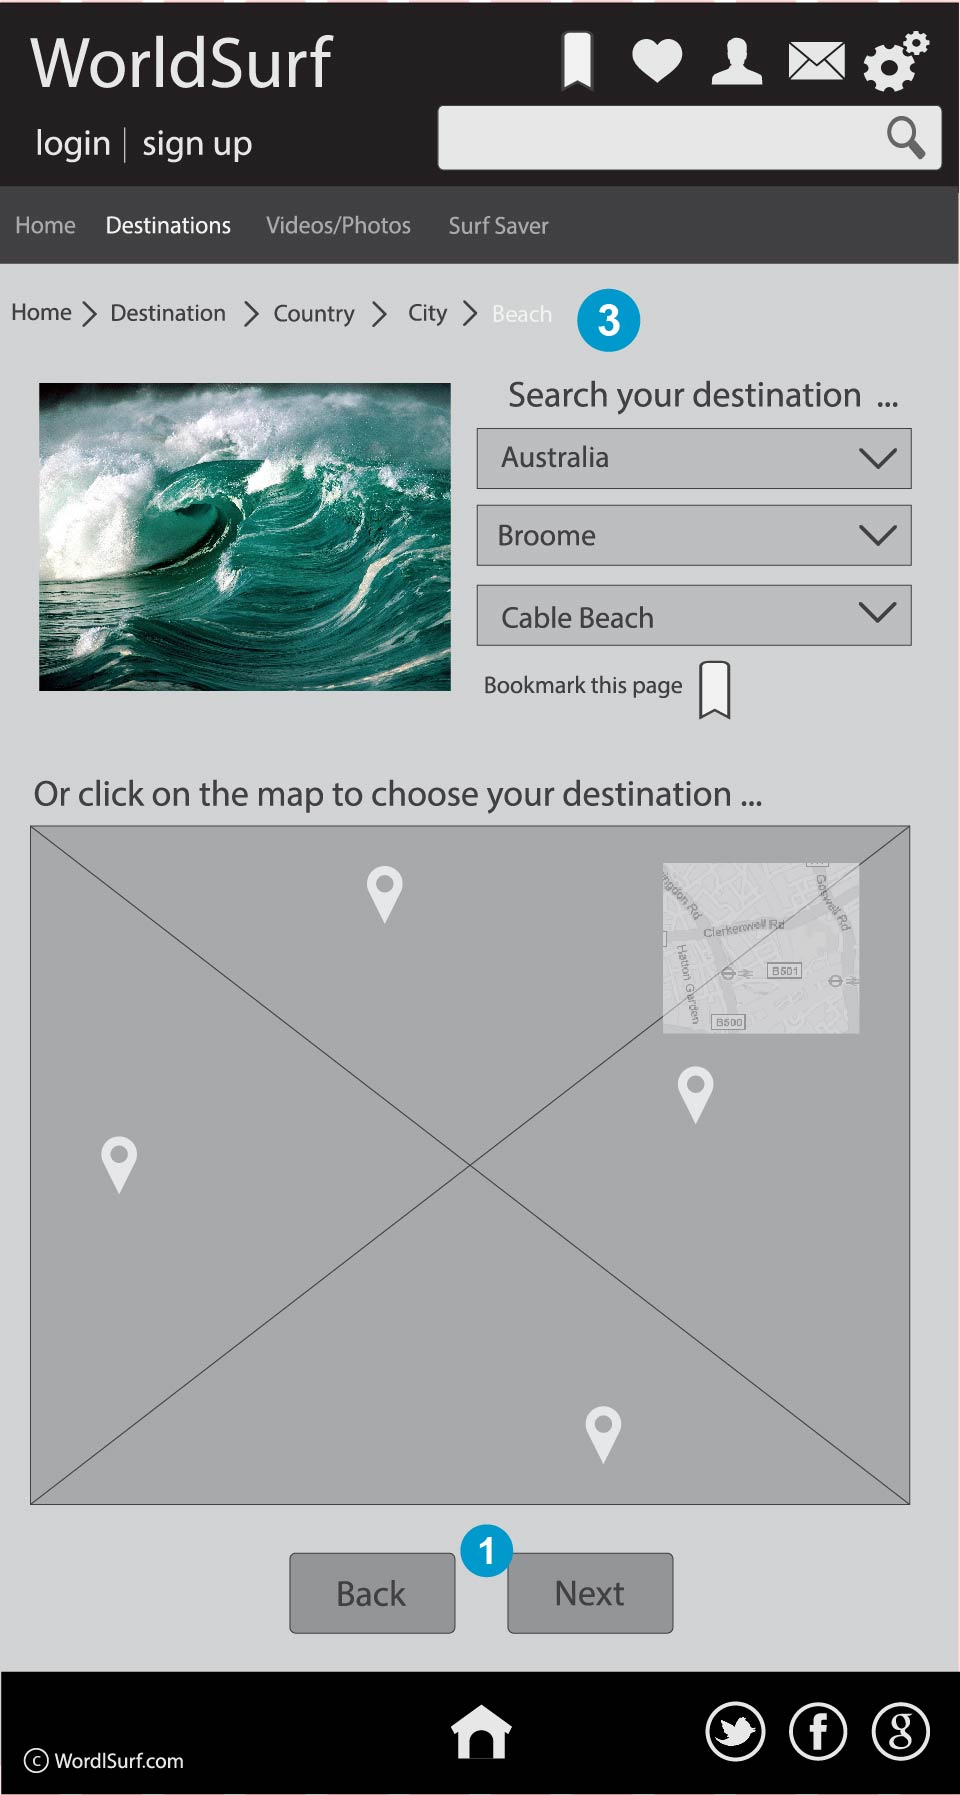 WorldSurf
login | sign up
Home Destinations Videos/Photos Surf Saver
Home > Destination > Country > City > Beach 3
Search your destination ...
Australia
Broome
Cable Beach
Bookmark this page
Or click on the map to choose your destination ...
ngdon Rd
Goswell Rd
Clerkenwell Rd
Hatton Garden
B501
B500
1
Back Next
© WordlSurf.com